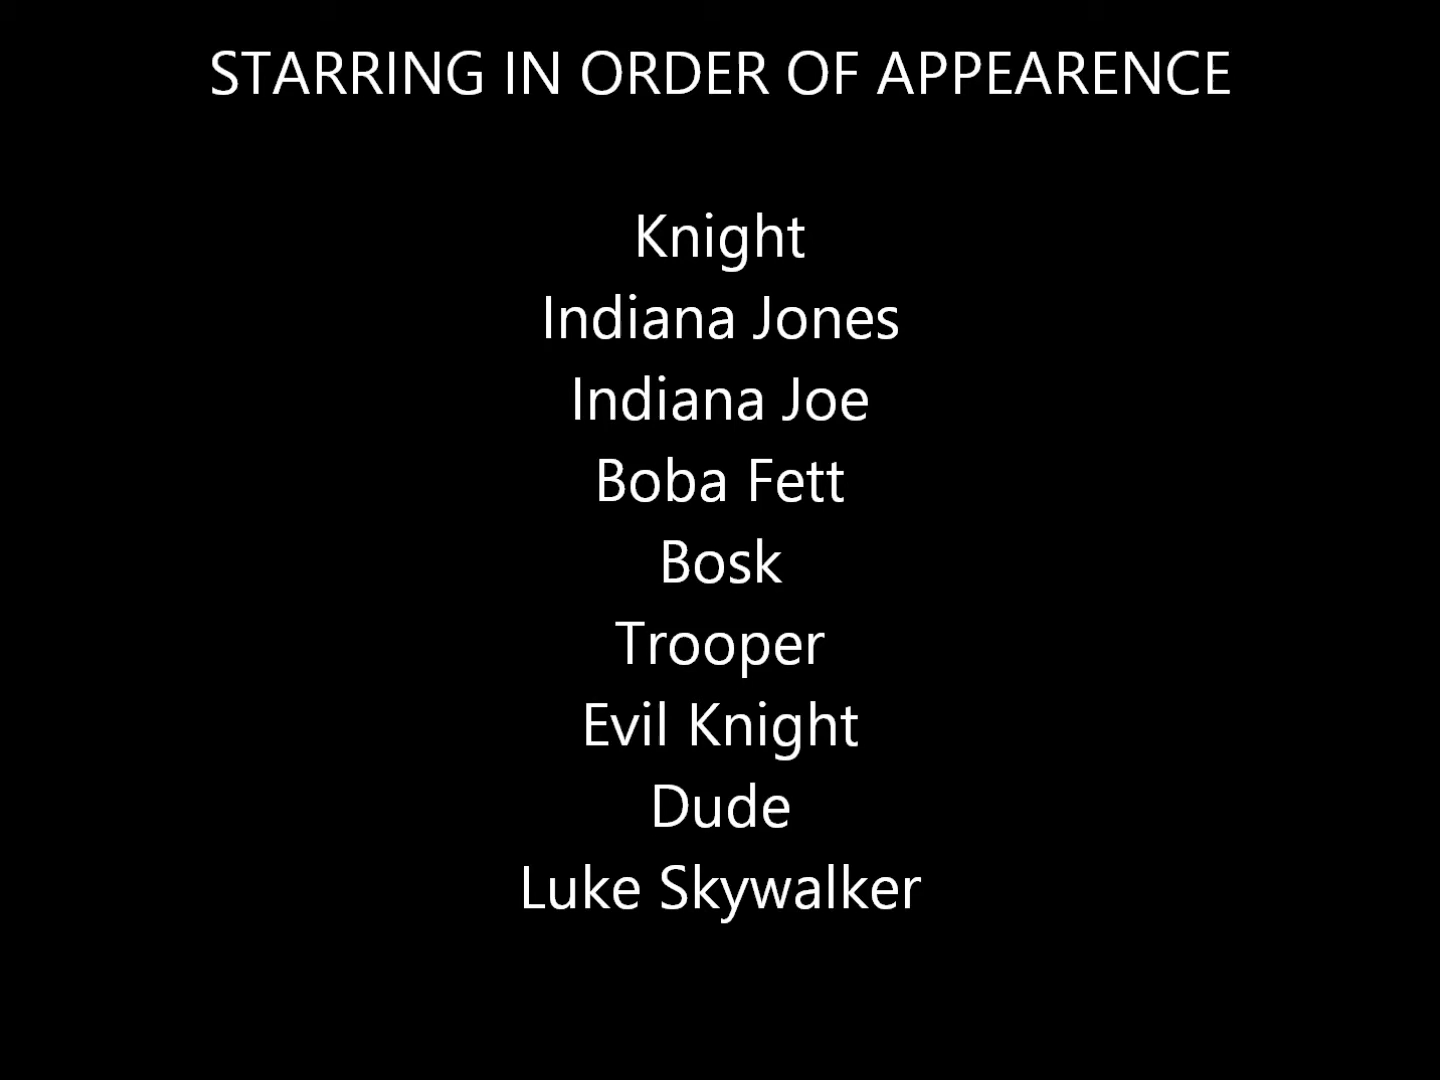 STARRING IN ORDER OF APPEARENCE
Knight
Indiana Jones
Indiana Joe
Boba Fett
Bosk
Trooper
Evil Knight
Dude
Luke Skywalker